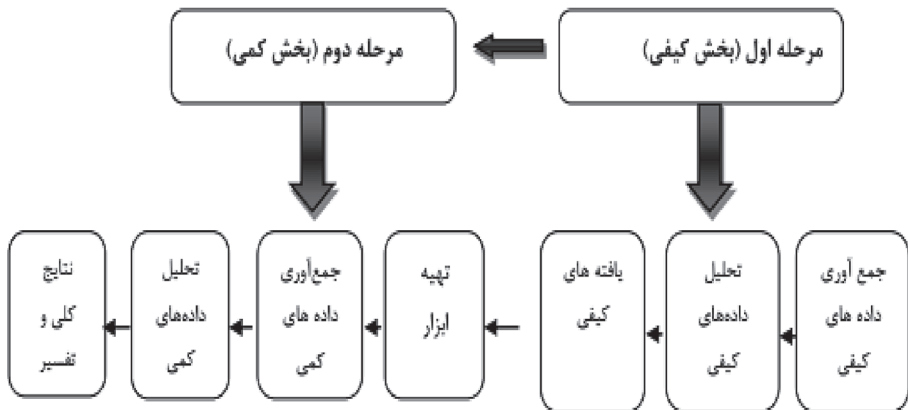 مرحله اول (بخش کیفی)
مرحله دوم (بخش کمی)
جمع آوری
داده های
کیفی
تحلیل
داده‌های
کیفی
یافته های
کیفی
تهیه
ابزار
جمع‌آوری
داده های
کمی
تحلیل
داده‌های
کمی
نتایج
کلی و
تفسیر